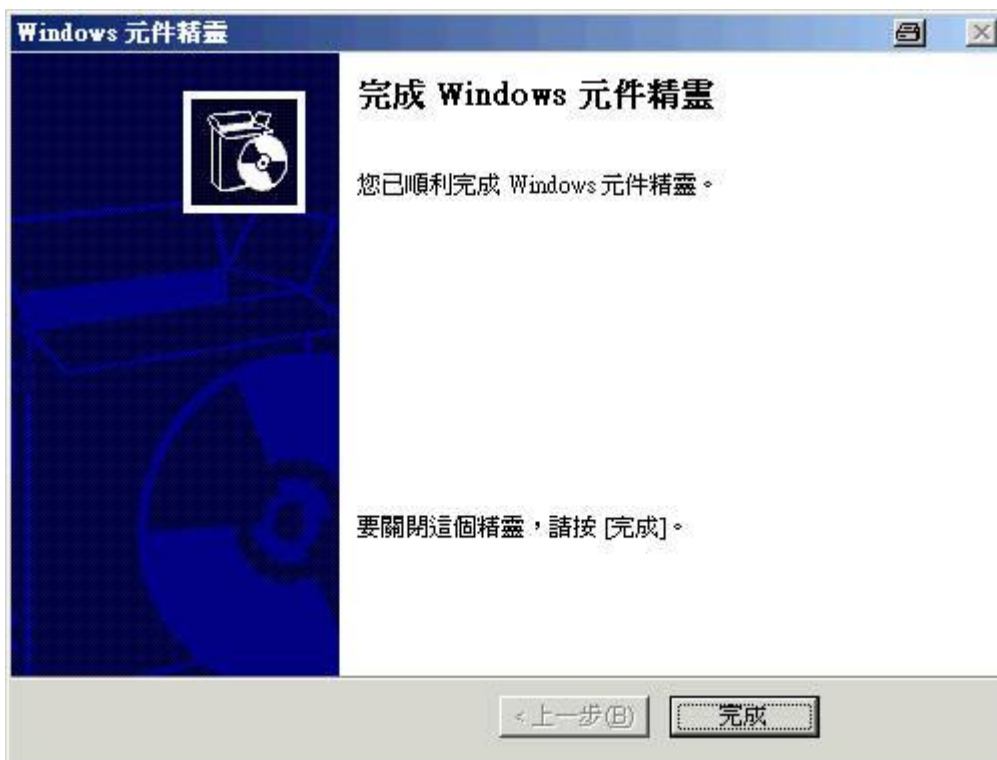 Windows 元件精靈
完成 Windows 元件精靈
您已順利完成 Windows 元件精靈。
要關閉這個精靈，請按 [完成]。
< 上一步(B)
完成